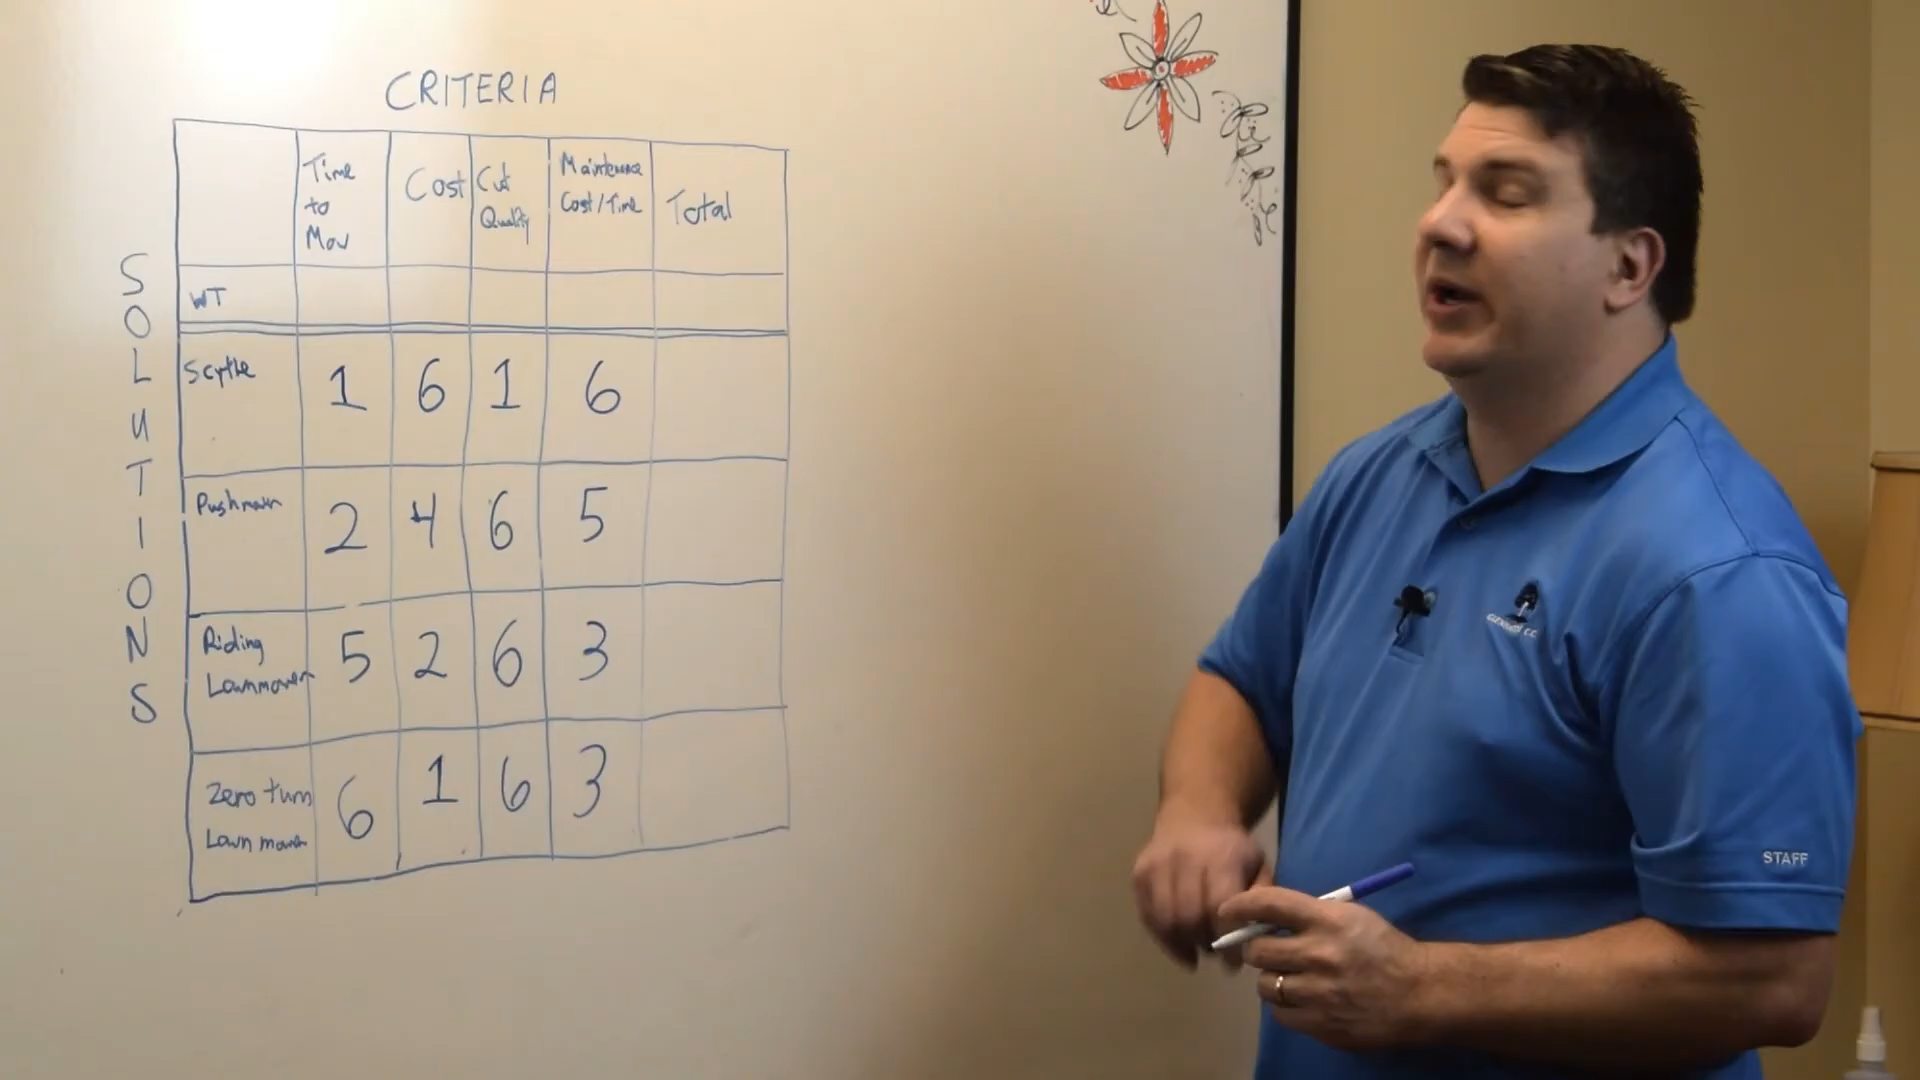 CRITERIA
Time
to
Mow
Cost
Cut
Quality
Maintenance
Cost/Time
Total
WT
SOLUTIONS
Scythe
1 6 1 6
Pushmower
2 4 6 5
Riding
Lawnmower
5 2 6 3
Zero turn
Lawn mower
6 1 6 3
STAFF